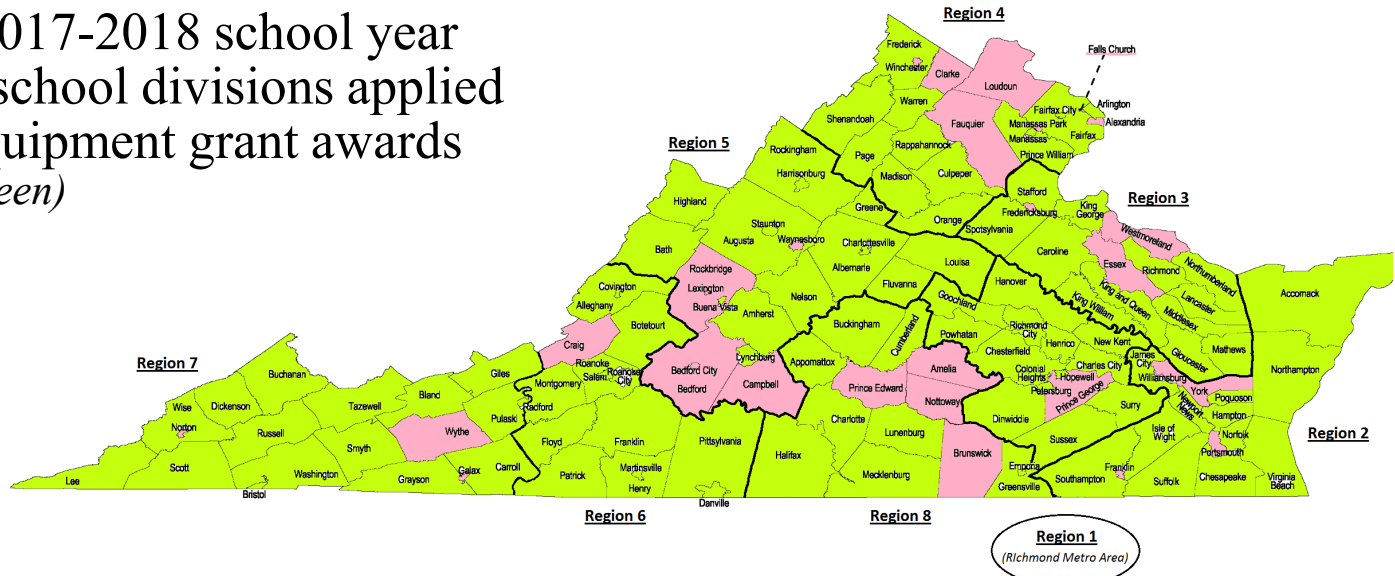 017-2018 school year
school divisions applied
uipment grant awards
een)
Region 4
Frederick
Winchester
Clarke
Loudoun
Falls Church
Warren
Fairfax City
Arlington
Alexandria
Shenandoah
Fauquier
Manassas Park
Manassas
Fairfax
Rappahannock
Prince William
Page
Madison
Culpeper
Region 5
Rockingham
Harrisonburg
Highland
Greene
Orange
Stafford
Fredericksburg
King
George
Region 3
Spotsylvania
Westmoreland
Staunton
Augusta
Waynesboro
Charlottesville
Bath
Albemarle
Louisa
Caroline
Essex
Richmond
Northumberland
Rockbridge
Lexington
Buena Vista
Nelson
Fluvanna
Goochland
Hanover
King and Queen
King William
Lancaster
Middlesex
Accomack
Covington
Alleghany
Botetourt
Amherst
Buckingham
Cumberland
Powhatan
Richmond
City
Henrico
Chesterfield
New Kent
Gloucester
Mathews
Northampton
Craig
Roanoke
Salem
Roanoke
City
Bedford City
Bedford
Lynchburg
Campbell
Appomattox
Prince Edward
Amelia
Nottoway
Colonial
Heights
Hopewell
Petersburg
Prince George
Charles City
James
City
Williamsburg
York
Poquoson
Newport
News
Hampton
Region 7
Buchanan
Giles
Montgomery
Radford
Wise
Dickenson
Norton
Russell
Tazewell
Bland
Pulaski
Wythe
Smyth
Scott
Lee
Washington
Bristol
Grayson
Galax
Carroll
Floyd
Franklin
Patrick
Martinsville
Henry
Pittsylvania
Danville
Halifax
Charlotte
Lunenburg
Mecklenburg
Brunswick
Dinwiddie
Sussex
Surry
Emporia
Greensville
Southampton
Franklin
Isle of
Wight
Suffolk
Norfolk
Portsmouth
Chesapeake
Virginia
Beach
Region 2
Region 6
Region 8
Region 1
(Richmond Metro Area)